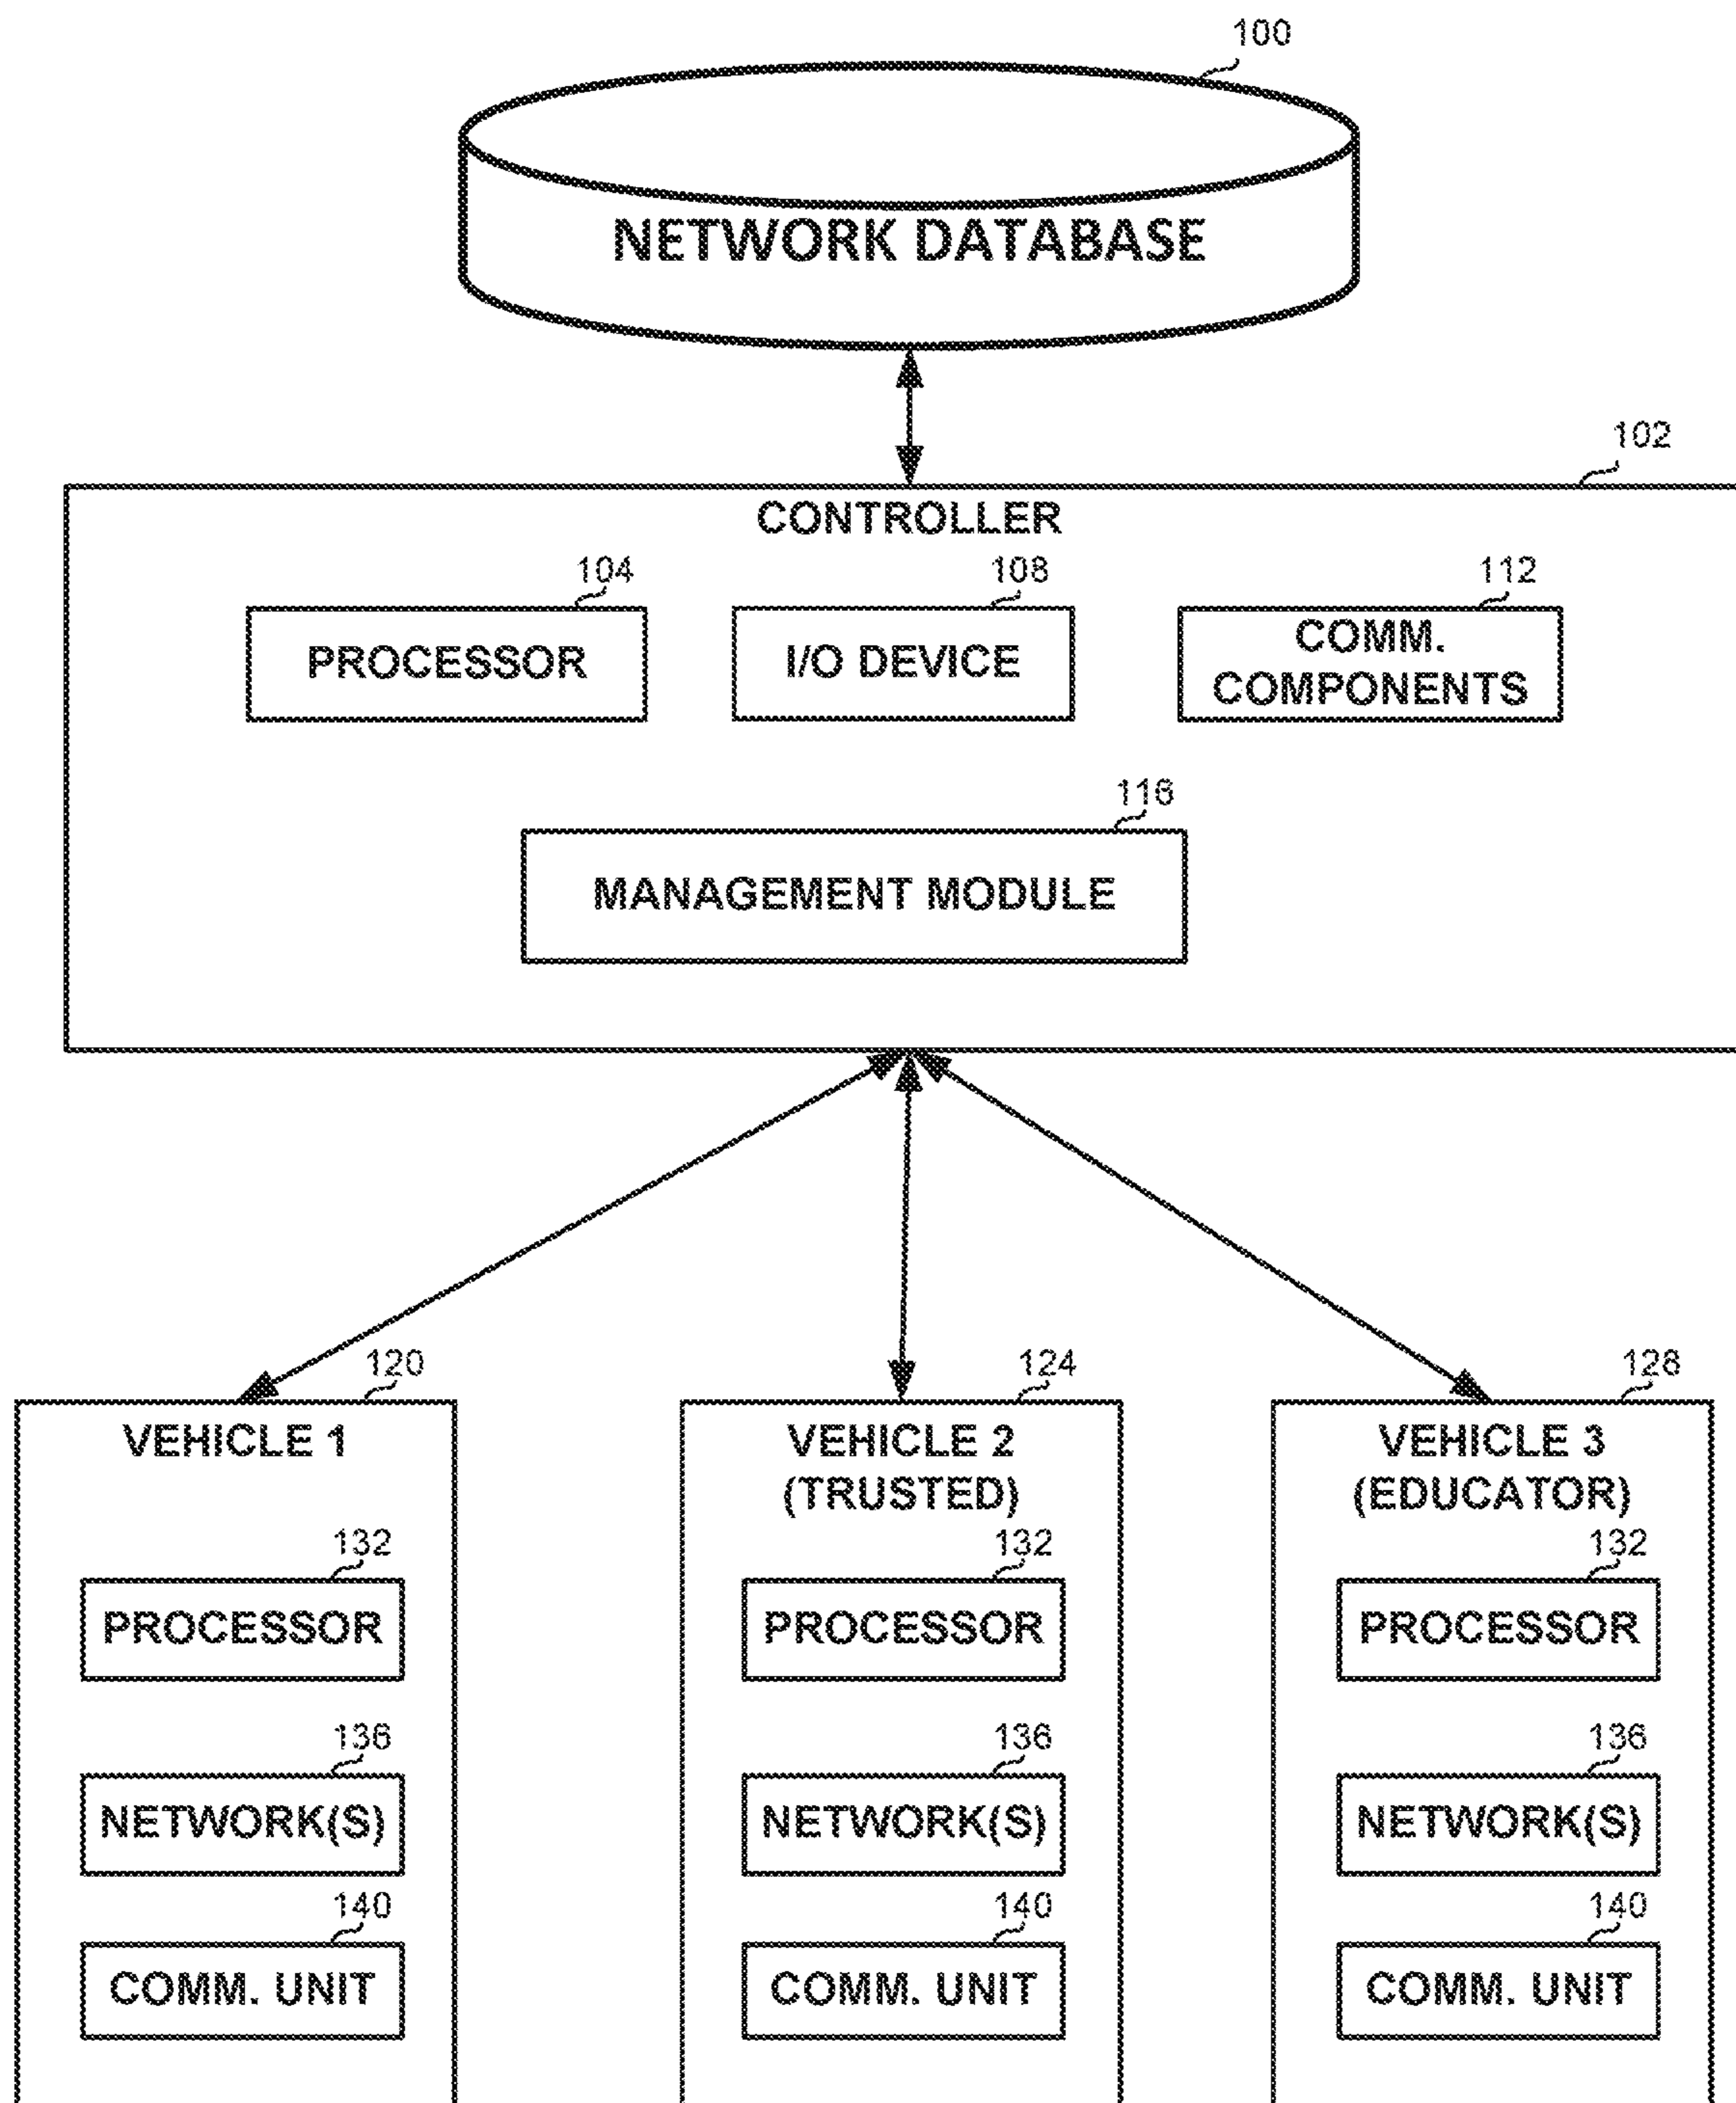 100
NETWORK DATABASE
102
CONTROLLER
104
108
112
PROCESSOR
I/O DEVICE
COMM.
COMPONENTS
116
MANAGEMENT MODULE
120
124
128
VEHICLE 1
VEHICLE 2
(TRUSTED)
VEHICLE 3
(EDUCATOR)
132
132
132
PROCESSOR
PROCESSOR
PROCESSOR
136
136
136
NETWORK(S)
NETWORK(S)
NETWORK(S)
140
140
140
COMM. UNIT
COMM. UNIT
COMM. UNIT